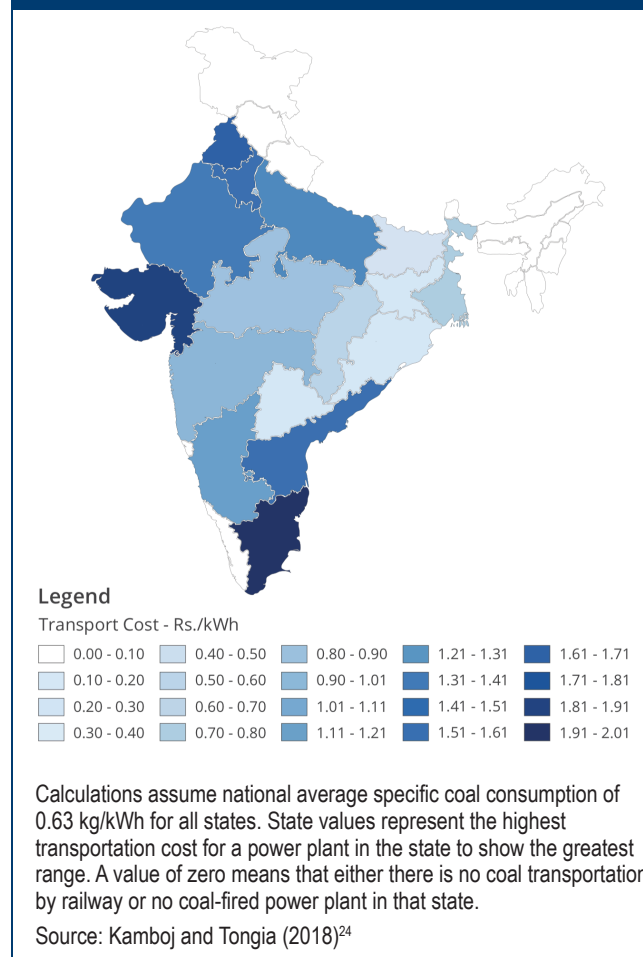 Legend
Transport Cost - Rs./kWh
0.00 - 0.10 0.40 - 0.50 0.80 - 0.90 1.21 - 1.31 1.61 - 1.71
0.10 - 0.20 0.50 - 0.60 0.90 - 1.01 1.31 - 1.41 1.71 - 1.81
0.20 - 0.30 0.60 - 0.70 1.01 - 1.11 1.41 - 1.51 1.81 - 1.91
0.30 - 0.40 0.70 - 0.80 1.11 - 1.21 1.51 - 1.61 1.91 - 2.01
Calculations assume national average specific coal consumption of
0.63 kg/kWh for all states. State values represent the highest
transportation cost for a power plant in the state to show the greatest
range. A value of zero means that either there is no coal transportation
by railway or no coal-fired power plant in that state.
Source: Kamboj and Tongia (2018)24